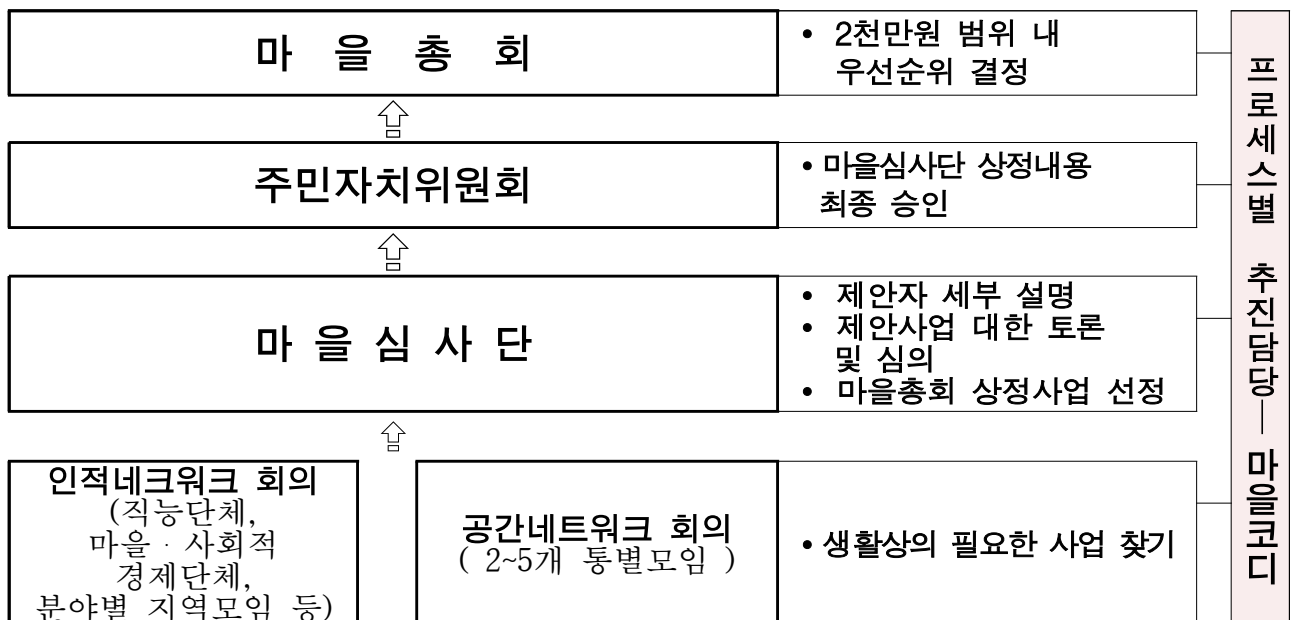 마 을 총 회
• 2천만원 범위 내
우선순위 결정
주민자치위원회
• 마을심사단 상정내용
최종 승인
마 을 심 사 단
• 제안자 세부 설명
• 제안사업 대한 토론
및 심의
• 마을총회 상정사업 선정
인적네크워크 회의
(직능단체,
마을 · 사회적
경제단체,
분야별 지역모임 등)
공간네트워크 회의
( 2~5개 통별모임 )
• 생활상의 필요한 사업 찾기
프로세스별 추진담당— 마을코디